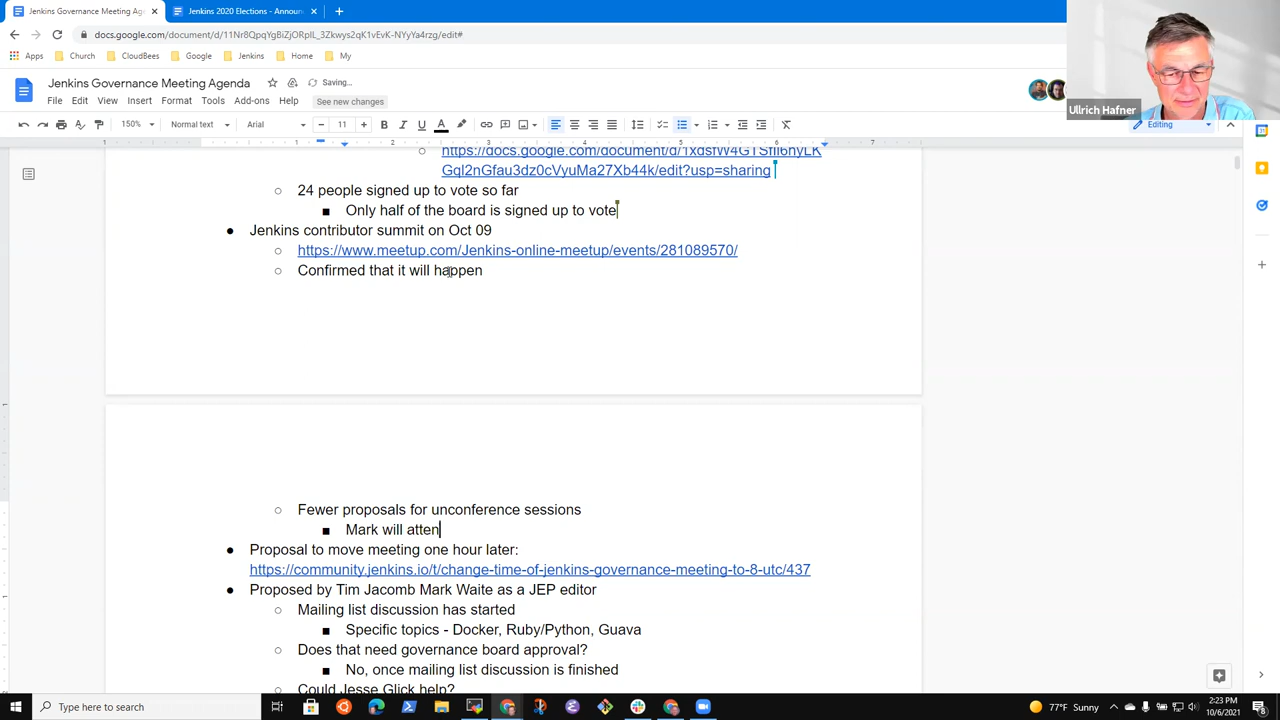 Jenkins Governance Meeting Ag
Jenkins 2020 Elections - Announ
docs.google.com/document/d/11Nr8QpqYgBiZjORpIL_3Zkwys2qK1vEvK-NYyYa4rzg/edit#
Apps Church CloudBees Google Jenkins Home My
Jenkins Governance Meeting Agenda Saving...
File Edit View Insert Format Tools Add-ons Help See new changes
150% Normal text Arial 11 Editing
Ullrich Hafner
Gql2nGfau3dz0cVyuMa27Xb44k/edit?usp=sharing
24 people signed up to vote so far
Only half of the board is signed up to vote
Jenkins contributor summit on Oct 09
https://www.meetup.com/Jenkins-online-meetup/events/281089570/
Confirmed that it will happen
Fewer proposals for unconference sessions
Mark will atten
Proposal to move meeting one hour later:
https://community.jenkins.io/t/change-time-of-jenkins-governance-meeting-to-8-utc/437
Proposed by Tim Jacomb Mark Waite as a JEP editor
Mailing list discussion has started
Specific topics - Docker, Ruby/Python, Guava
Does that need governance board approval?
No, once mailing list discussion is finished
Could Jesse Glick help?
Type here to search
77°F Sunny
2:23 PM
10/6/2021